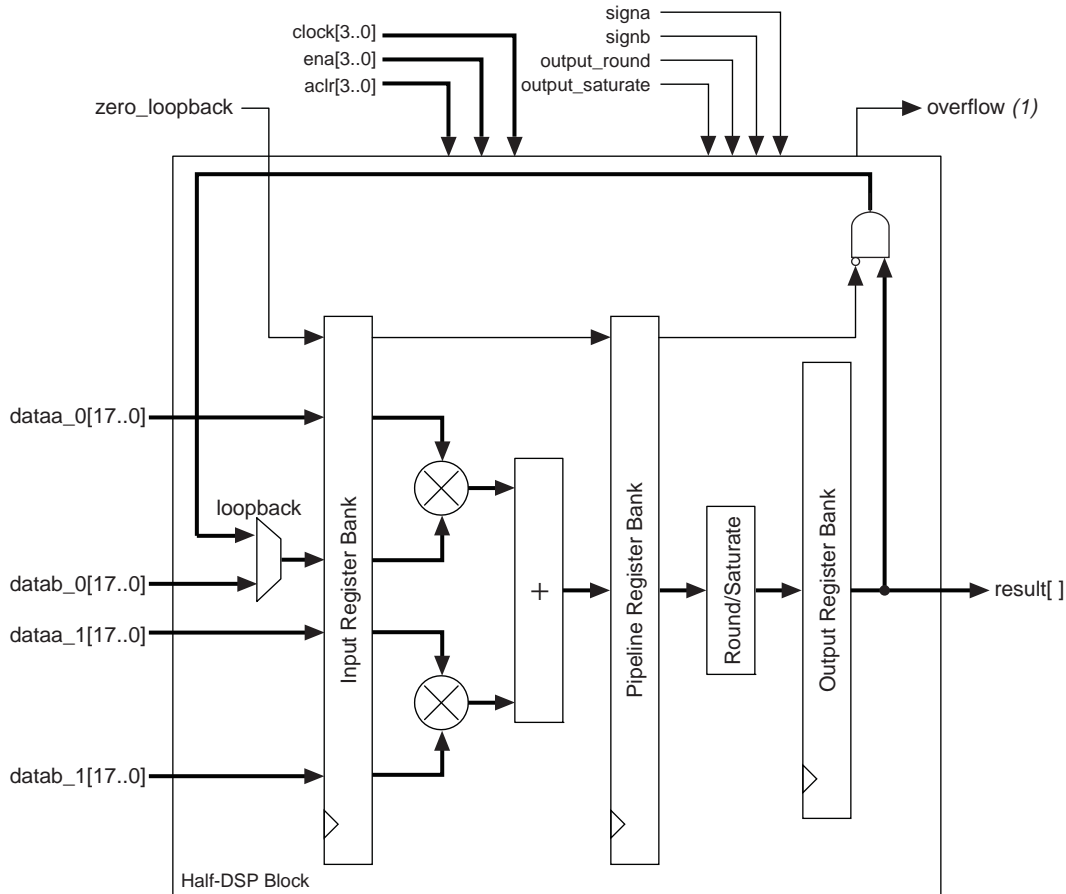 signa
signb
output_round
output_saturate
clock[3..0]
ena[3..0]
aclr[3..0]
zero_loopback
overflow (1)
dataa_0[17..0]
loopback
datab_0[17..0]
dataa_1[17..0]
datab_1[17..0]
Input Register Bank
+
Pipeline Register Bank
Round/Saturate
Output Register Bank
result[ ]
Half-DSP Block